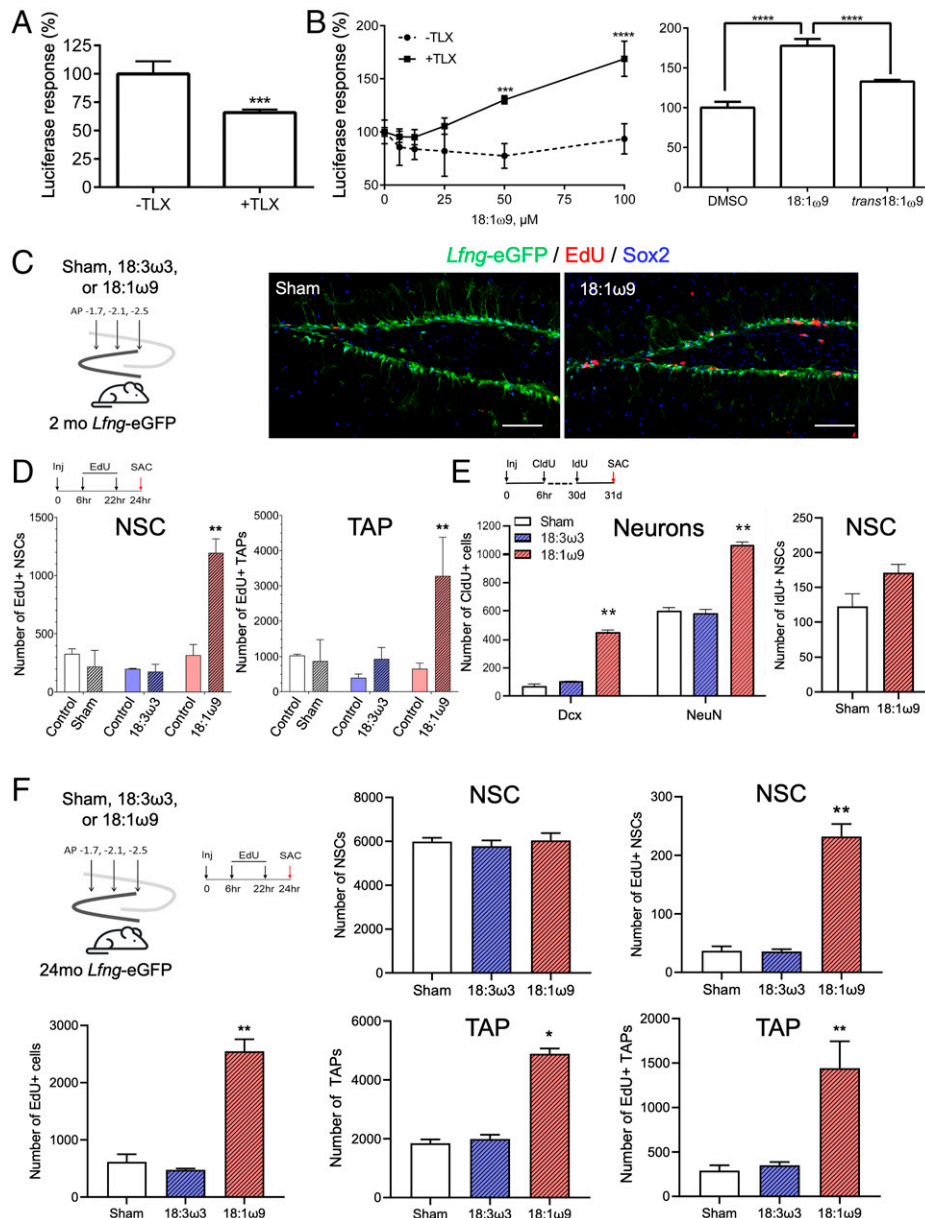 A
Luciferase response (%)
125
100
75
50
25
0
***
-TLX
+TLX
B
Luciferase response (%)
200
150
100
50
-TLX
+TLX
***
****
0
25
50
75
100
18:1ω9, µM
****
****
200
150
100
50
0
DMSO
18:1ω9
trans18:1ω9
C
Sham, 18:3ω3,
or 18:1ω9
AP -1.7, -2.1, -2.5
2 mo Lfng-eGFP
Lfng-eGFP / EdU / Sox2
Sham
18:1ω9
D
Inj
EdU
SAC
0
6hr
22hr
24hr
NSC
Number of EdU+ NSCs
1500
1000
500
0
**
Control
Sham
Control
18:3ω3
Control
18:1ω9
TAP
Number of EdU+ TAPs
5000
4000
3000
2000
1000
0
**
Control
Sham
Control
18:3ω3
Control
18:1ω9
E
Inj
CldU
IdU
SAC
0
6hr
30d
31d
Neurons
Number of CldU+ cells
1200
1000
800
600
400
200
0
Sham
18:3ω3
18:1ω9
**
**
Dcx
NeuN
NSC
Number of IdU+ NSCs
250
200
150
100
50
0
Sham
18:1ω9
F
Sham, 18:3ω3,
or 18:1ω9
AP -1.7, -2.1, -2.5
24mo Lfng-eGFP
Inj
EdU
SAC
0
6hr
22hr
24hr
NSC
Number of NSCs
8000
6000
4000
2000
0
Sham
18:3ω3
18:1ω9
NSC
Number of EdU+ NSCs
300
200
100
0
**
Sham
18:3ω3
18:1ω9
Number of EdU+ cells
3000
2000
1000
0
**
Sham
18:3ω3
18:1ω9
TAP
Number of TAPs
6000
4000
2000
0
*
Sham
18:3ω3
18:1ω9
TAP
Number of EdU+ TAPs
2000
1500
1000
500
0
**
Sham
18:3ω3
18:1ω9